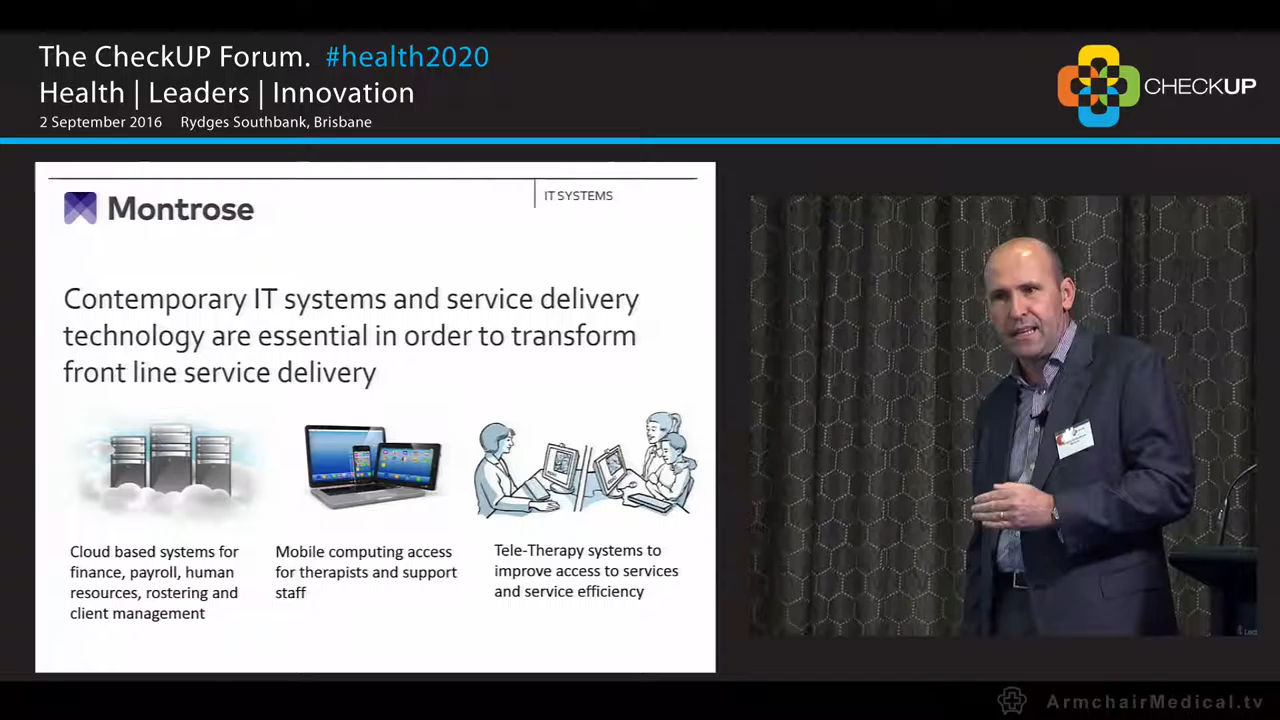 The CheckUP Forum. #health2020
Health | Leaders | Innovation
2 September 2016 Rydges Southbank, Brisbane
CHECKUP
Montrose
IT SYSTEMS
Contemporary IT systems and service delivery
technology are essential in order to transform
front line service delivery
Cloud based systems for
finance, payroll, human
resources, rostering and
client management
Mobile computing access
for therapists and support
staff
Tele-Therapy systems to
improve access to services
and service efficiency
ArmchairMedical.tv